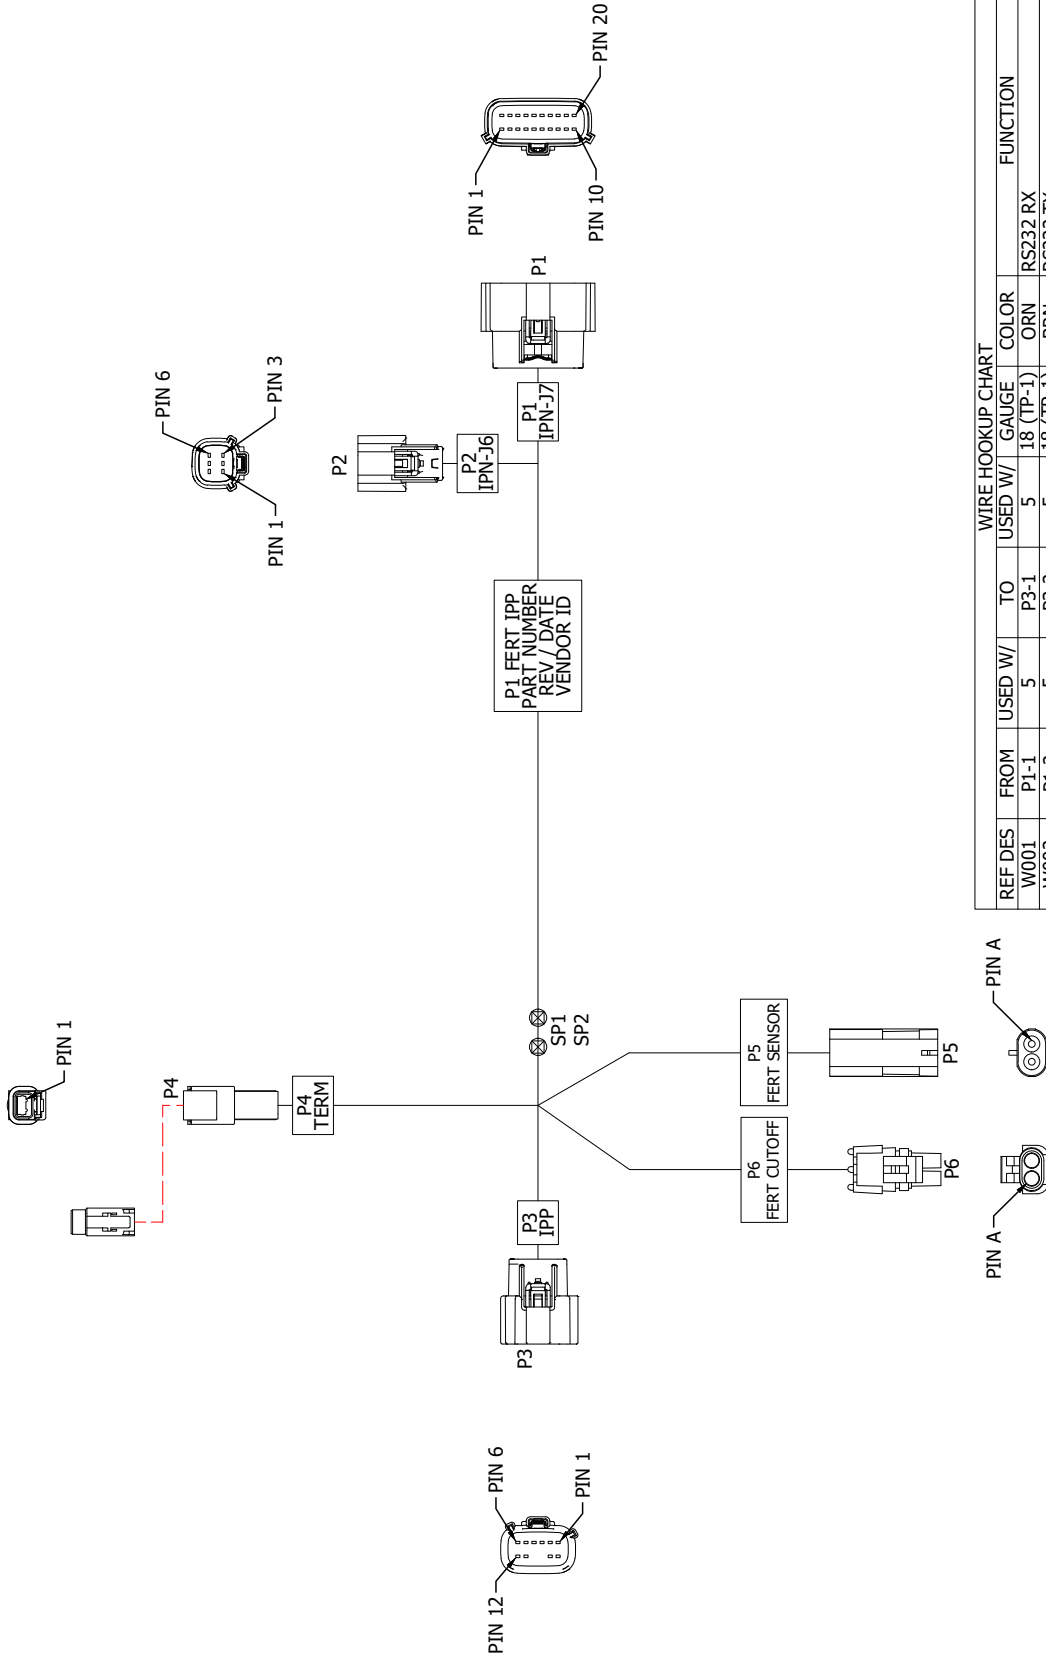 PIN 1
PIN 20
PIN 1
PIN 10
P1
P1
IPN-J7
PIN 6
PIN 3
PIN 1
P2
P2
IPN-J6
P1 FERT IPP
PART NUMBER
REV / DATE
VENDOR ID
PIN 1
P4
P4
TERM
SP1
SP2
P3
IPP
P3
P5
FERT SENSOR
P5
P6
FERT CUTOFF
P6
PIN A
PIN A
PIN 6
PIN 1
PIN 12
WIRE HOOKUP CHART
REF DES FROM USED W/ TO USED W/ GAUGE COLOR FUNCTION
W001 P1-1 5 P3-1 5 18 (TP-1) ORN RS232 RX